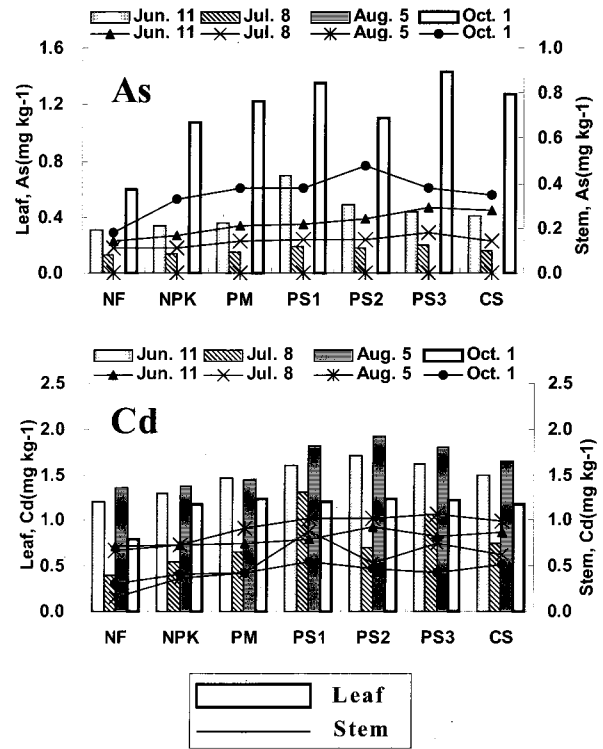 Jun. 11 Jul. 8 Aug. 5 Oct. 1
Jun. 11 Jul. 8 Aug. 5 Oct. 1
As
Leaf, As(mg kg-1)
1.6
1.2
0.8
0.4
0.0
Stem, As(mg kg-1)
1.0
0.8
0.6
0.4
0.2
0.0
NF NPK PM PS1 PS2 PS3 CS
Jun. 11 Jul. 8 Aug. 5 Oct. 1
Jun. 11 Jul. 8 Aug. 5 Oct. 1
Cd
Leaf, Cd(mg kg-1)
2.5
2.0
1.5
1.0
0.5
0.0
Stem, Cd(mg kg-1)
2.5
2.0
1.5
1.0
0.5
0.0
NF NPK PM PS1 PS2 PS3 CS
Leaf
Stem